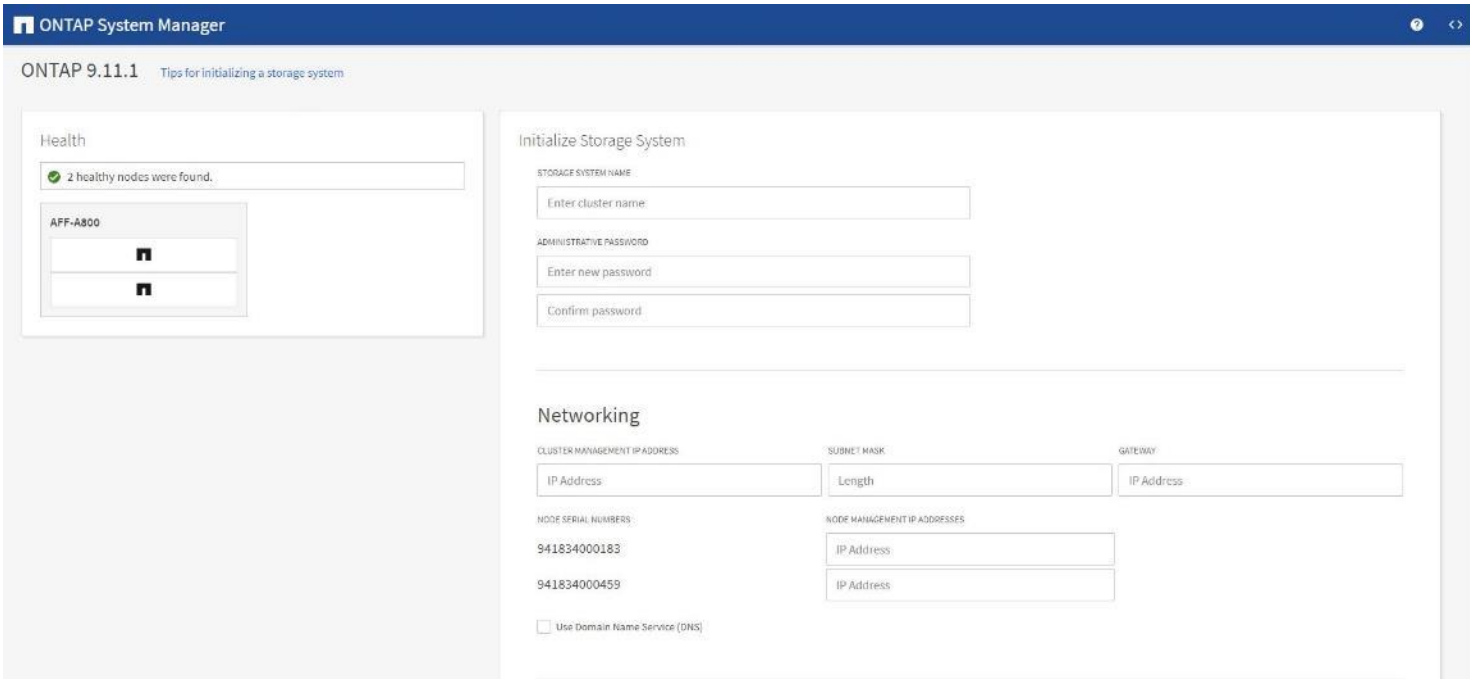 ONTAP System Manager
ONTAP 9.11.1 Tips for initializing a storage system
Health
2 healthy nodes were found.
AFF-A800
Initialize Storage System
STORAGE SYSTEM NAME
Enter cluster name
ADMINISTRATIVE PASSWORD
Enter new password
Confirm password
Networking
CLUSTER MANAGEMENT IP ADDRESS SUBNET MASK GATEWAY
IP Address Length IP Address
NODE SERIAL NUMBERS NODE MANAGEMENT IP ADDRESSES
941834000183 IP Address
941834000459 IP Address
Use Domain Name Service (DNS)